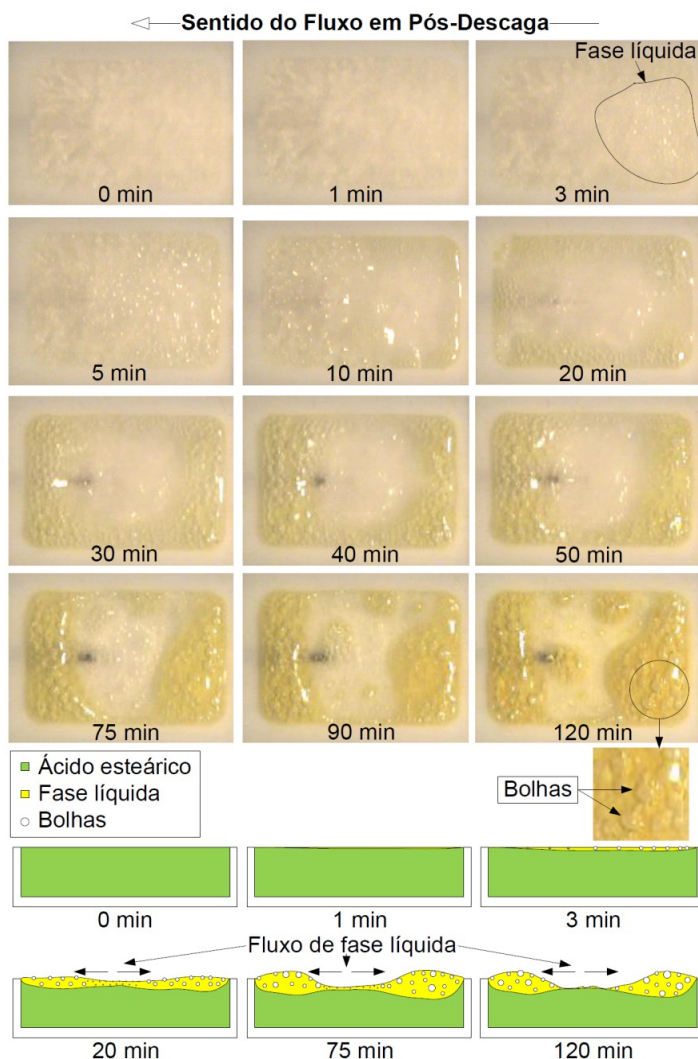 Sentido do Fluxo em Pós-Descaga
Fase líquida
0 min
1 min
3 min
5 min
10 min
20 min
30 min
40 min
50 min
75 min
90 min
120 min
Ácido esteárico
Fase líquida
Bolhas
Bolhas
0 min
1 min
3 min
Fluxo de fase líquida
20 min
75 min
120 min